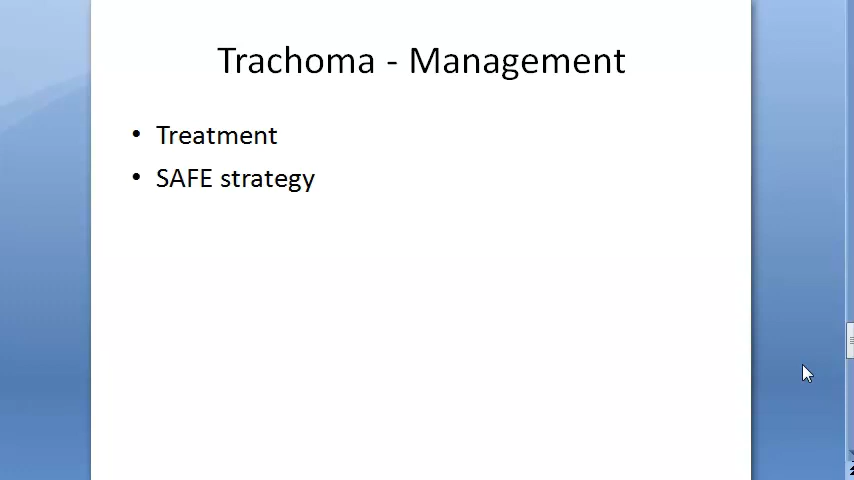 Trachoma - Management
• Treatment
• SAFE strategy